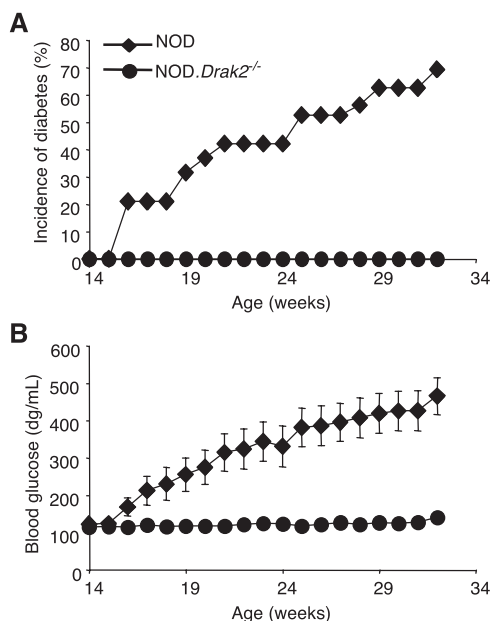 A
80
70
60
50
40
30
20
10
0
NOD
NOD.Drak2-/-
Incidence of diabetes (%)
14 19 24 29 34
Age (weeks)
B
600
500
400
300
200
100
0
Blood glucose (dg/mL)
14 19 24 29 34
Age (weeks)